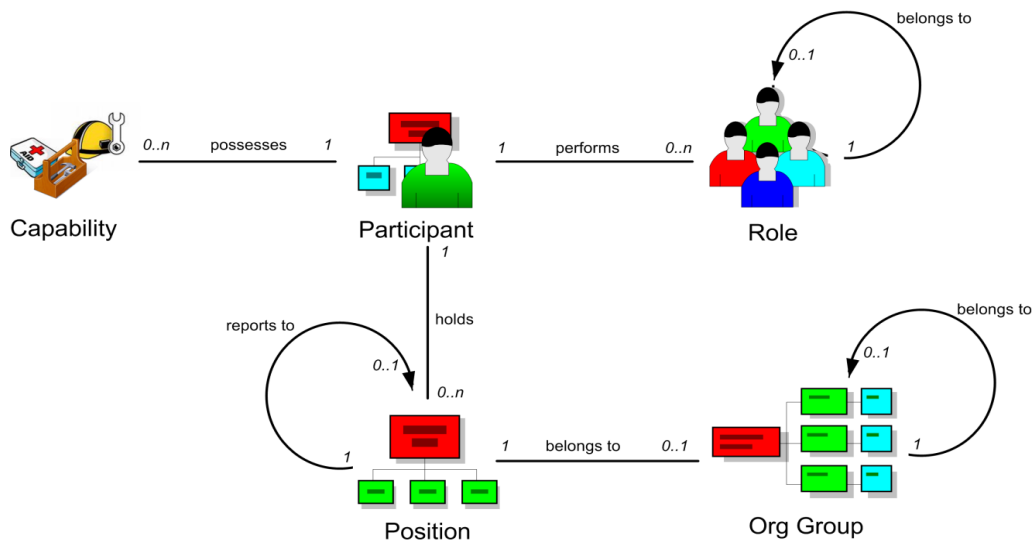 belongs to
0..1
0..n
possesses
1
1
performs
0..n
1
AID
Capability
Participant
Role
1
reports to
holds
belongs to
0..1
0..1
0..n
1
1
belongs to
0..1
1
Position
Org Group